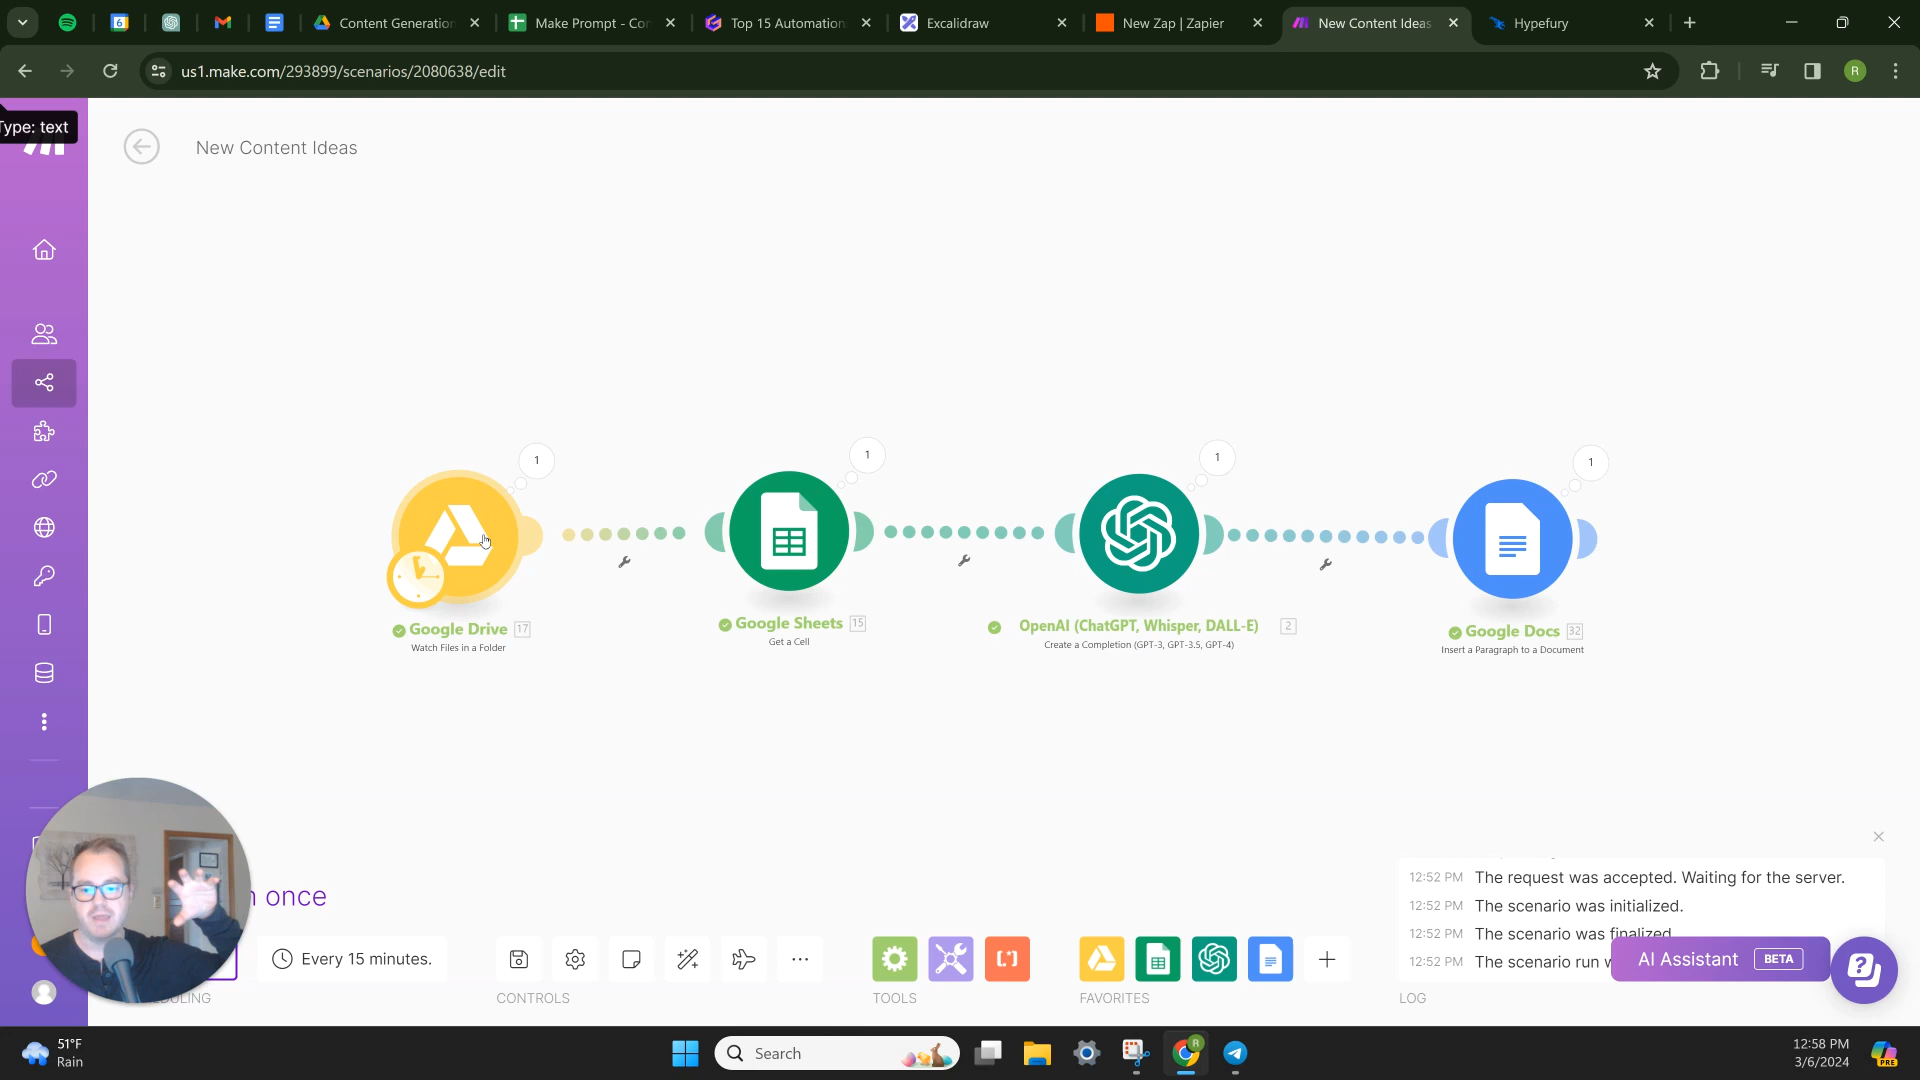 Content Generation
Make Prompt - Co
Top 15 Automation
Excalidraw
New Zap | Zapier
New Content Ideas
Hypefury
us1.make.com/293899/scenarios/2080638/edit
R
Type: text
New Content Ideas
1
1
1
1
Google Drive 17
Watch Files in a Folder
Google Sheets 15
Get a Cell
OpenAI (ChatGPT, Whisper, DALL-E) 2
Create a Completion (GPT-3, GPT-3.5, GPT-4)
Google Docs 32
Insert a Paragraph to a Document
once
Every 15 minutes.
CONTROLS
TOOLS
FAVORITES
12:52 PM The request was accepted. Waiting for the server.
12:52 PM The scenario was initialized.
12:52 PM The scenario was finalized.
12:52 PM The scenario run
AI Assistant BETA
LOG
51°F
Rain
Search
R
12:58 PM
3/6/2024
PRE